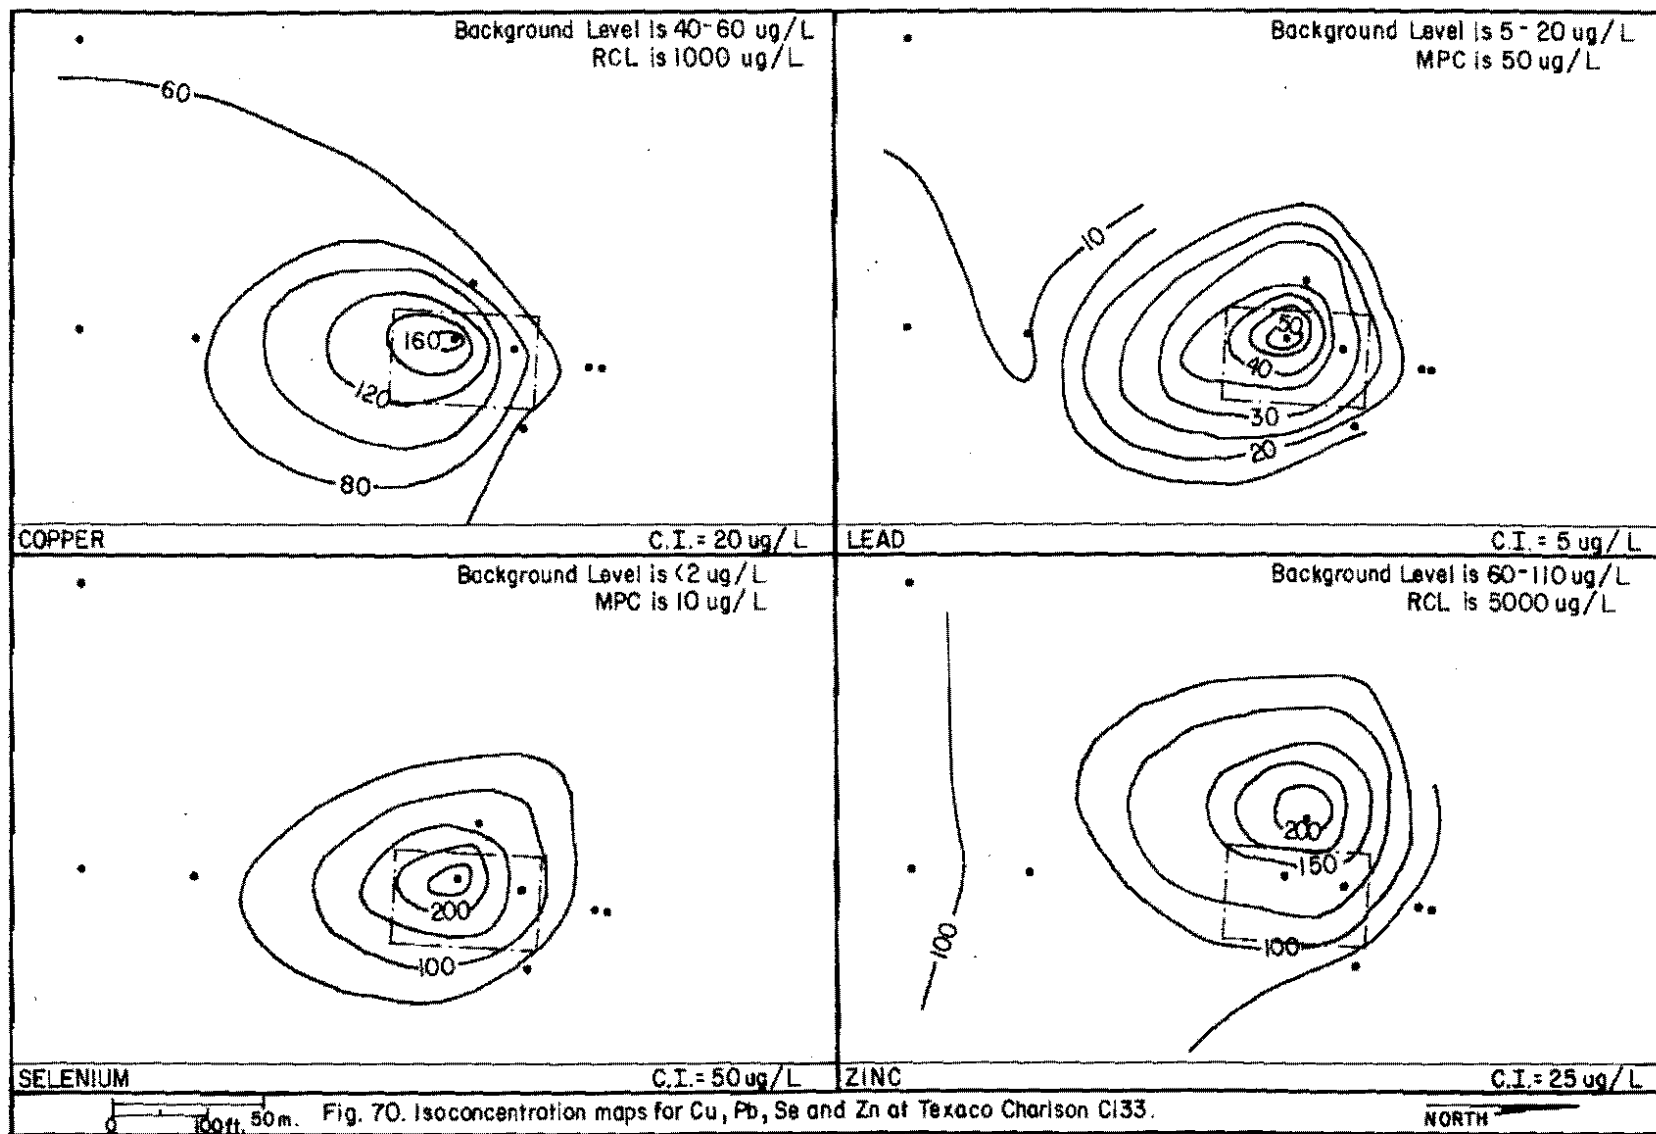 Background Level is 40-60 ug/L
RCL is 1000 ug/L
60
160
120
80
COPPER C.I. = 20 ug/L
Background Level is 5-20 ug/L
MPC is 50 ug/L
10
50
40
30
20
LEAD C.I. = 5 ug/L
Background Level is <2 ug/L
MPC is 10 ug/L
200
100
SELENIUM C.I. = 50 ug/L
Background Level is 60-110 ug/L
RCL is 5000 ug/L
200
150
100
100
ZINC C.I. = 25 ug/L
0 100ft. 50m. Fig. 70. Isoconcentration maps for Cu, Pb, Se and Zn at Texaco Charlson C133. NORTH